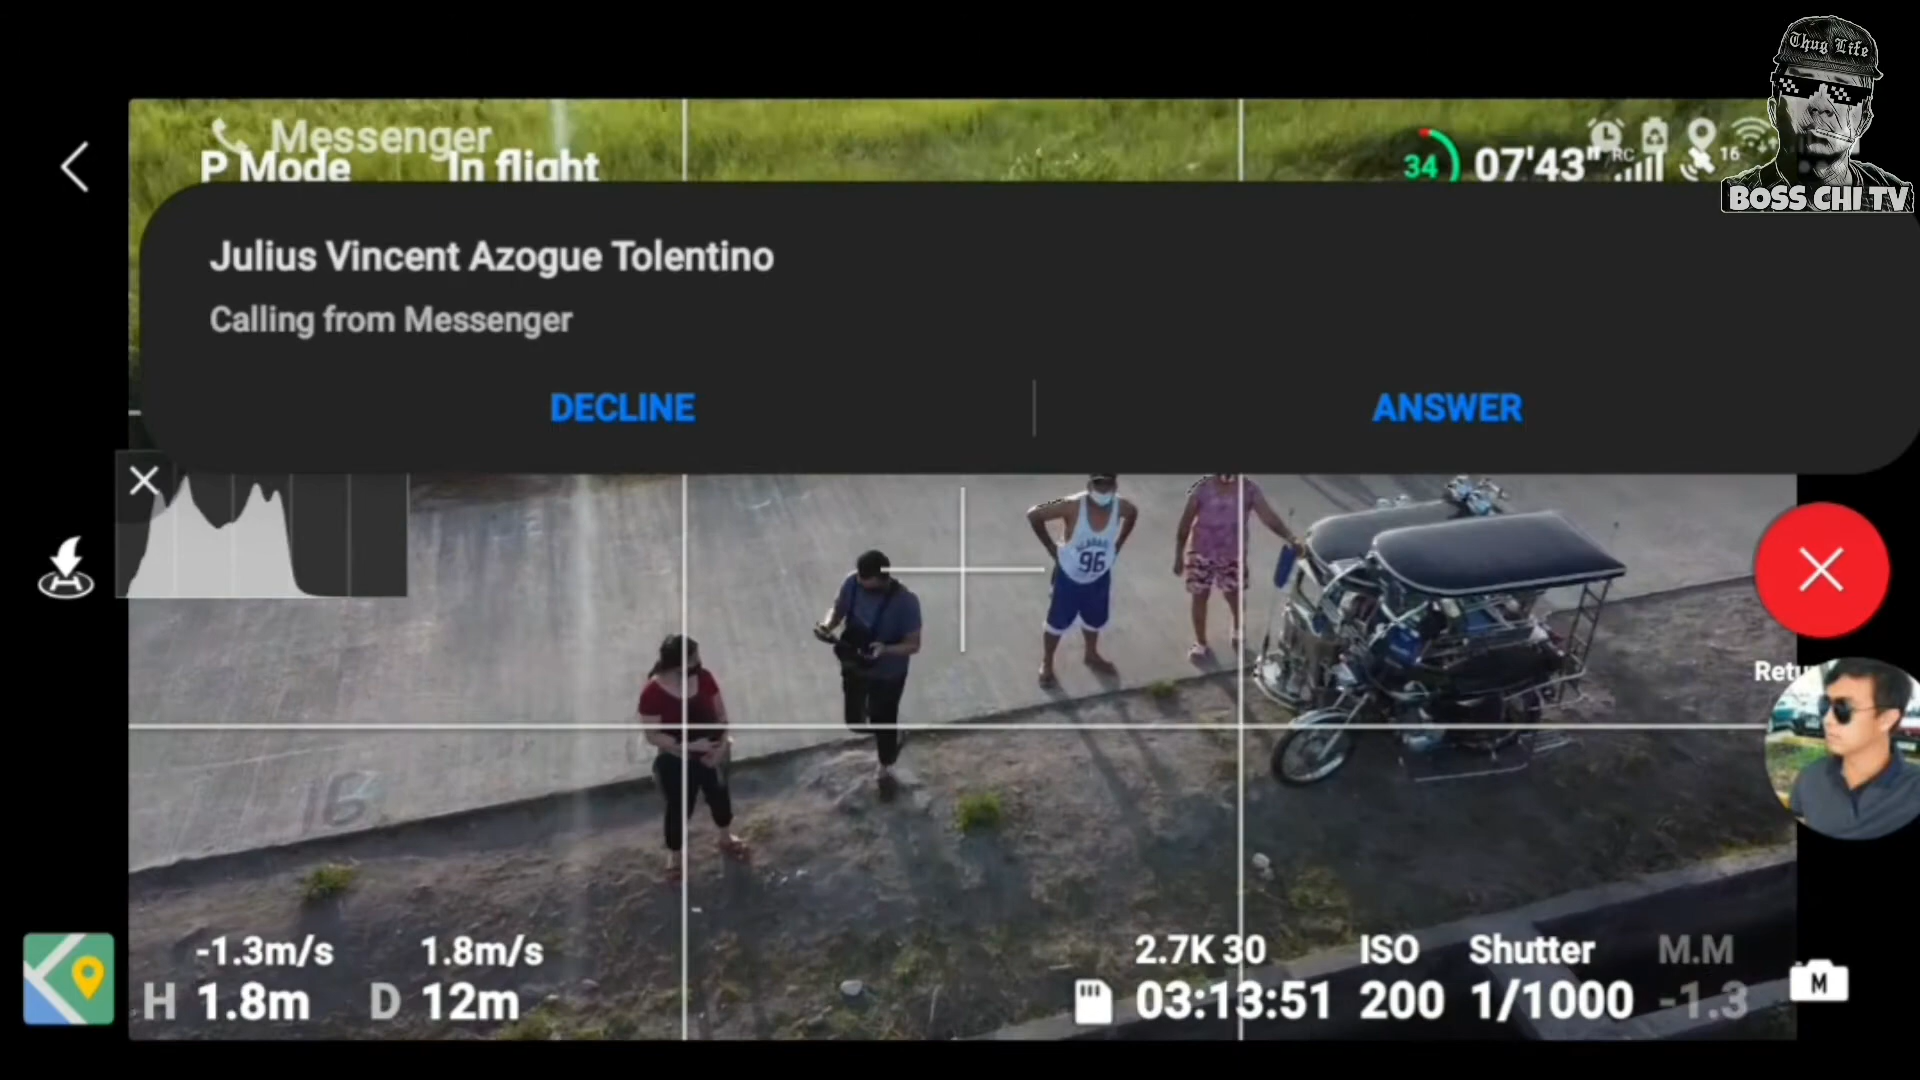 Thug Life
Messenger
P Mode
In flight
34
07'43"
RC
16
BOSS CHI TV
Julius Vincent Azogue Tolentino
Calling from Messenger
DECLINE
ANSWER
96
16
-1.3m/s
1.8m/s
H 1.8m
D 12m
2.7K 30
ISO
Shutter
M.M
03:13:51
200
1/1000
-1.3
M